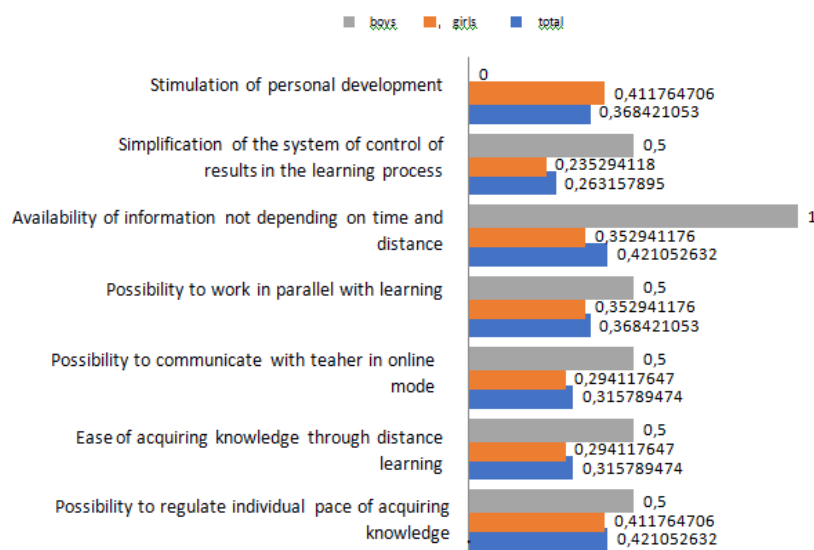 boys , girls total
Stimulation of personal development
0
0,411764706
0,368421053
Simplification of the system of control of
results in the learning process
0,5
0,235294118
0,263157895
Availability of information not depending on time and
distance
1
0,352941176
0,421052632
Possibility to work in parallel with learning
0,5
0,352941176
0,368421053
Possibility to communicate with teaher in online
mode
0,5
0,294117647
0,315789474
Ease of acquiring knowledge through distance
learning
0,5
0,294117647
0,315789474
Possibility to regulate individual pace of acquiring
knowledge
0,5
0,411764706
0,421052632